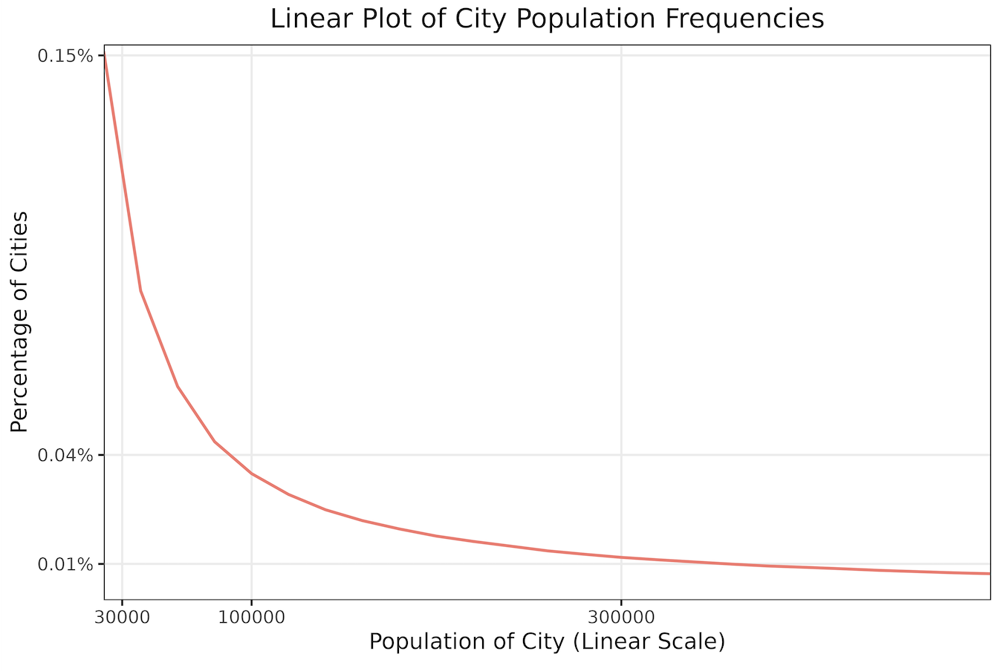 Linear Plot of City Population Frequencies
0.15%
0.04%
0.01%
Percentage of Cities
30000 100000 300000
Population of City (Linear Scale)